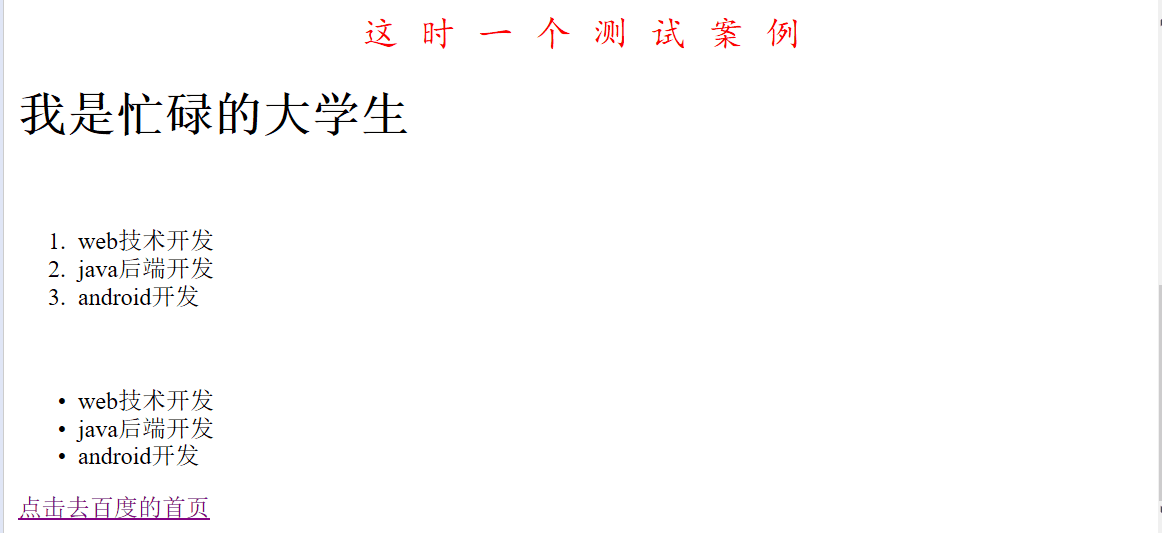 这时一个测试案例
我是忙碌的大学生
1. web技术开发
2. java后端开发
3. android开发
• web技术开发
• java后端开发
• android开发
点击去百度的首页